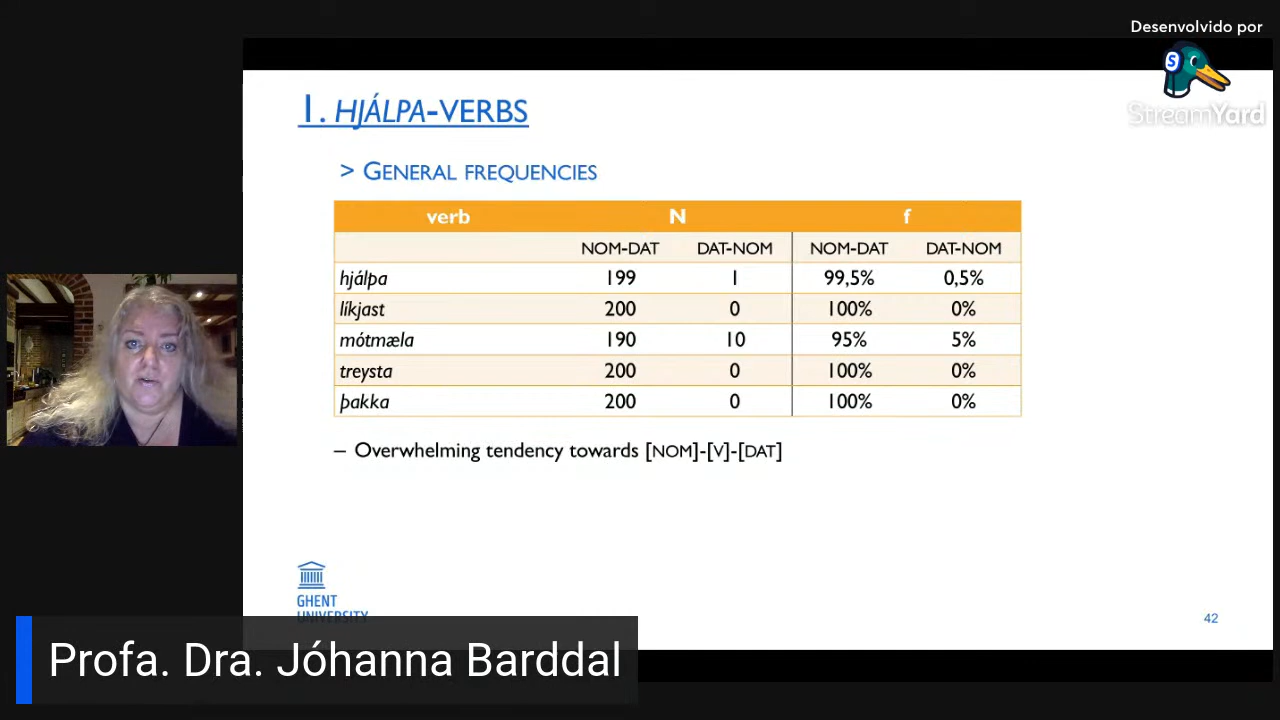 Desenvolvido por
StreamYard
1. HJÁLPA-VERBS
> GENERAL FREQUENCIES
verb N f
NOM-DAT DAT-NOM NOM-DAT DAT-NOM
hjálpa 199 1 99,5% 0,5%
líkjast 200 0 100% 0%
mótmæla 190 10 95% 5%
treysta 200 0 100% 0%
þakka 200 0 100% 0%
– Overwhelming tendency towards [NOM]-[V]-[DAT]
GHENT
UNIVERSITY
42
Profa. Dra. Jóhanna Barddal